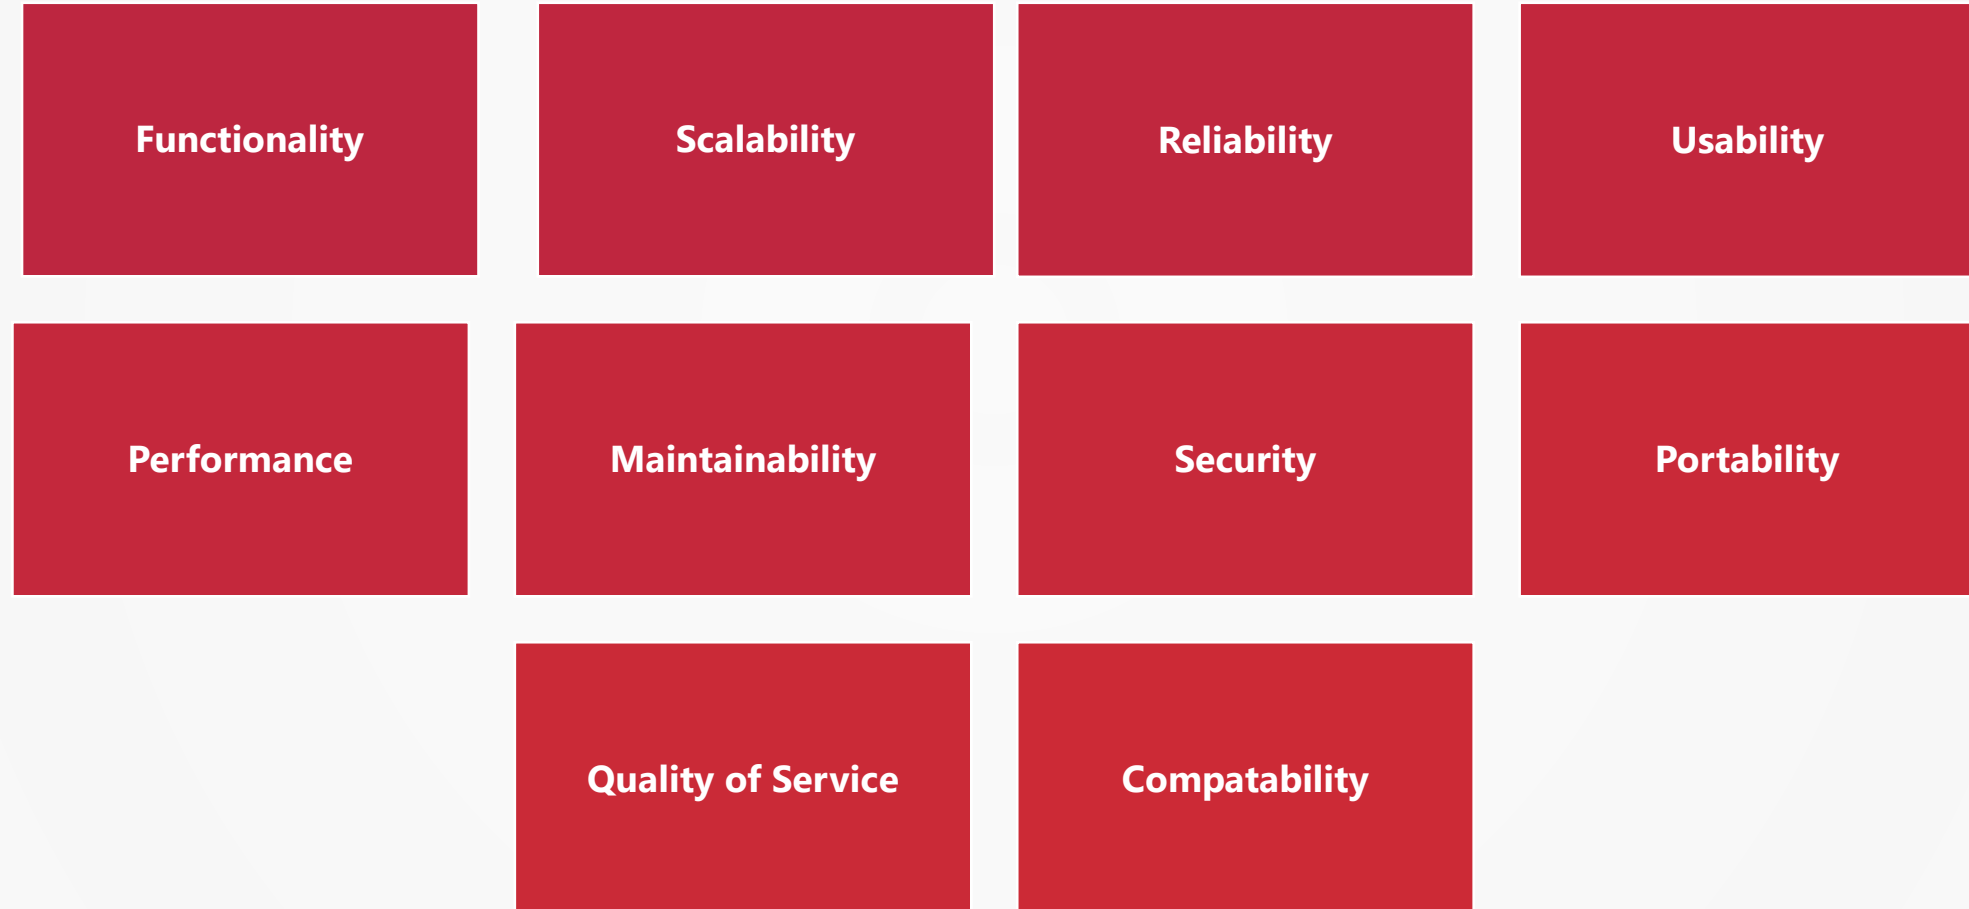 Functionality
Scalability
Reliability
Usability
Performance
Maintainability
Security
Portability
Quality of Service
Compatability